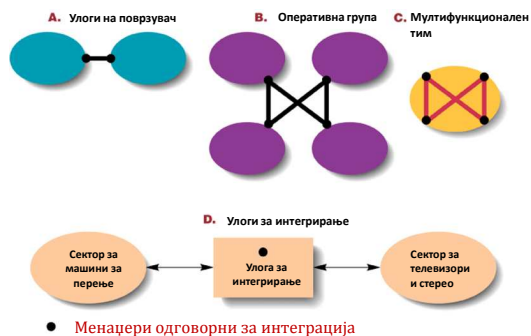 A. Улоги на поврзувач
B. Оперативна група
C. Мултифункционален
тим
D. Улоги за интегрирање
Сектор за
машини за
перење
Улога за
интегрирање
Сектор за
телевизори
и стерео
• Менаџери одговорни за интеграција